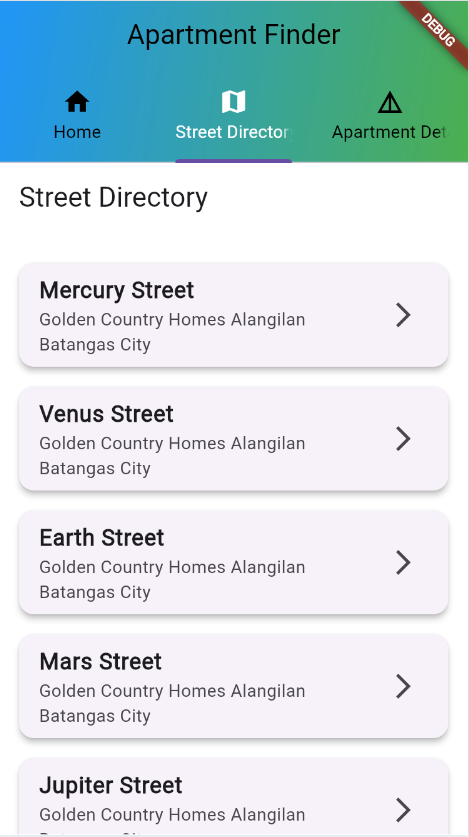 Apartment Finder
DEBUG
Home
Street Director
Apartment Det
Street Directory
Mercury Street
Golden Country Homes Alangilan
Batangas City
Venus Street
Golden Country Homes Alangilan
Batangas City
Earth Street
Golden Country Homes Alangilan
Batangas City
Mars Street
Golden Country Homes Alangilan
Batangas City
Jupiter Street
Golden Country Homes Alangilan